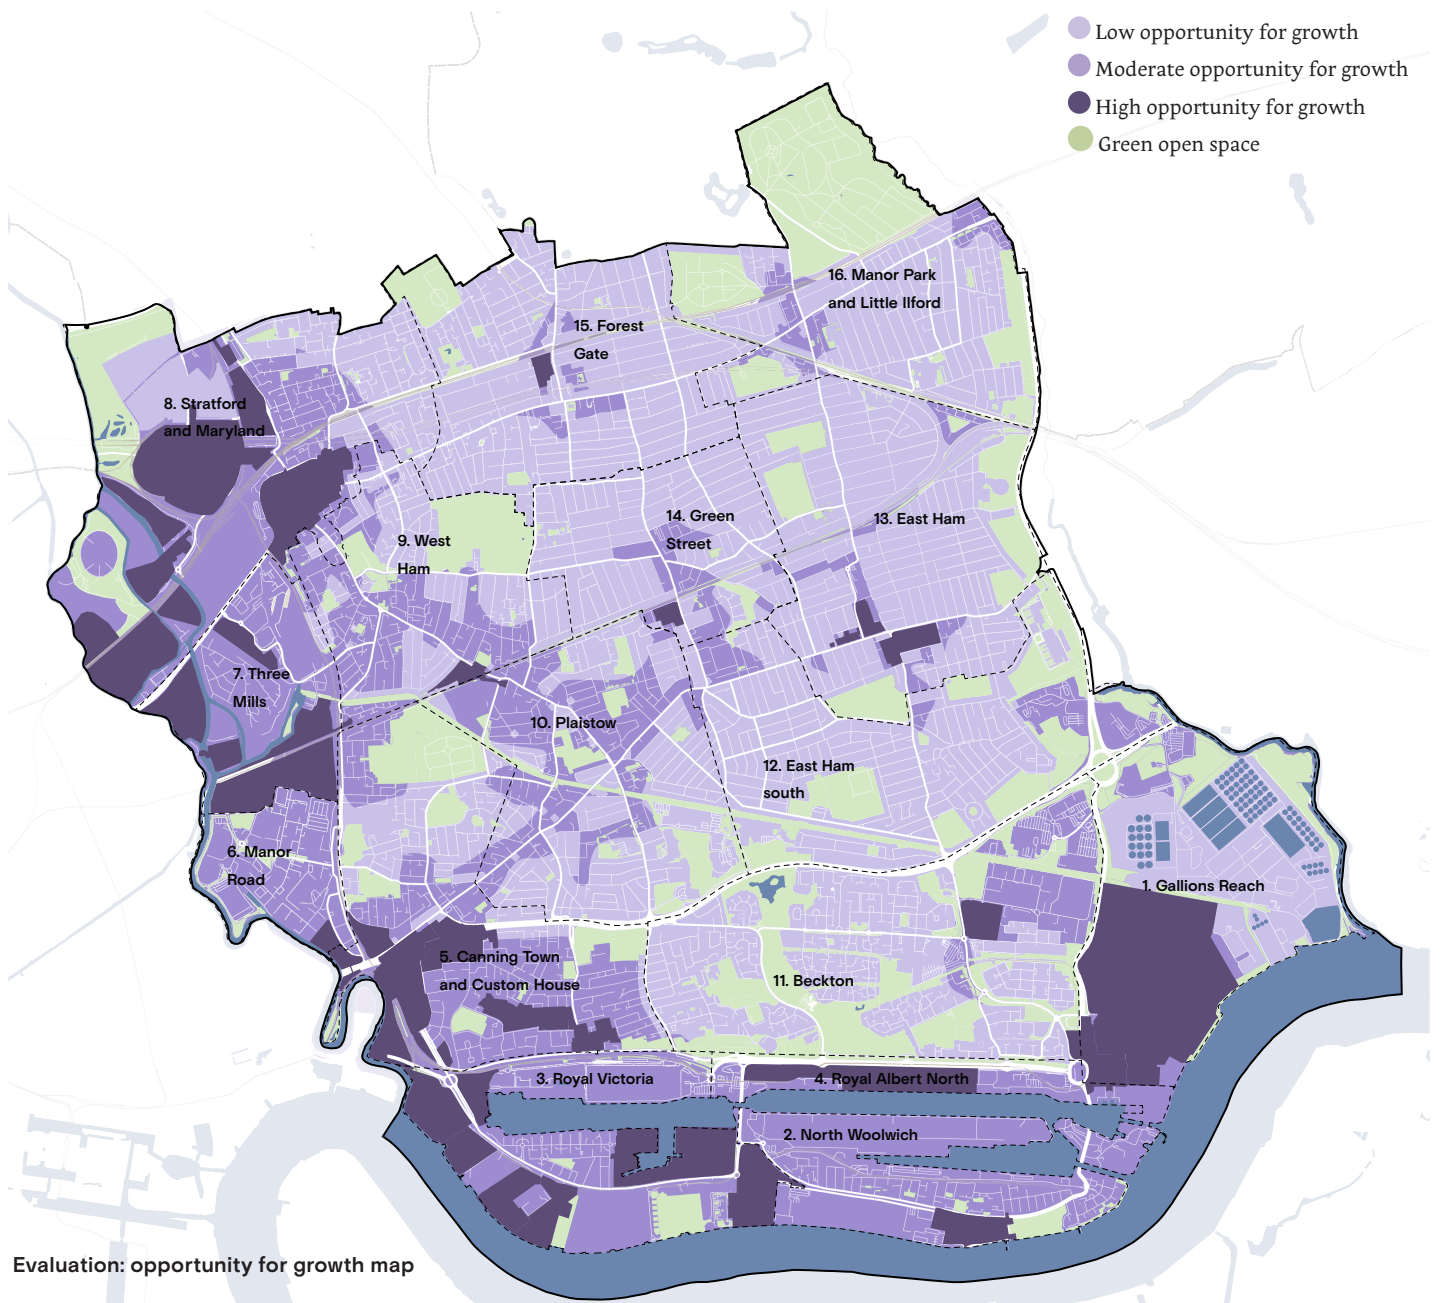 Low opportunity for growth
Moderate opportunity for growth
High opportunity for growth
Green open space
16. Manor Park
and Little Ilford
15. Forest
Gate
8. Stratford
and Maryland
14. Green
Street
13. East Ham
9. West
Ham
7. Three
Mills
10. Plaistow
12. East Ham
south
6. Manor
Road
1. Gallions Reach
5. Canning Town
and Custom House
11. Beckton
3. Royal Victoria
4. Royal Albert North
2. North Woolwich
Evaluation: opportunity for growth map